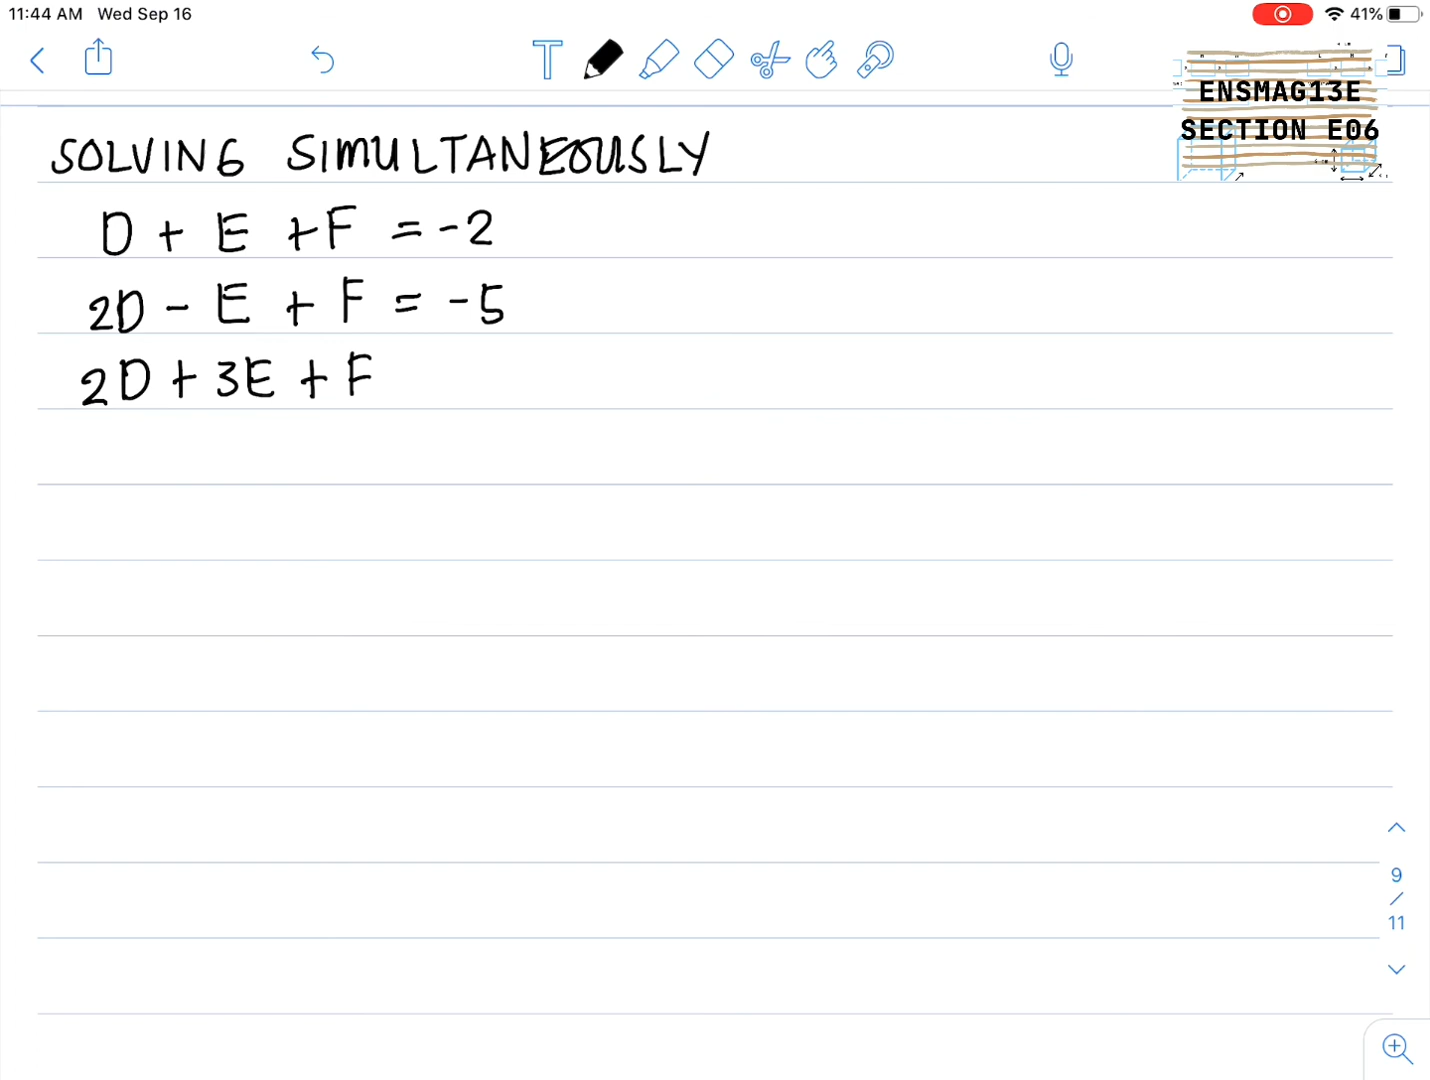 11:44 AM Wed Sep 16
41%
T
ENSMAG13E
SECTION E06
SOLVING SIMULTANEOUSLY
D + E + F = -2
2D - E + F = -5
2D + 3E + F
9
/
11